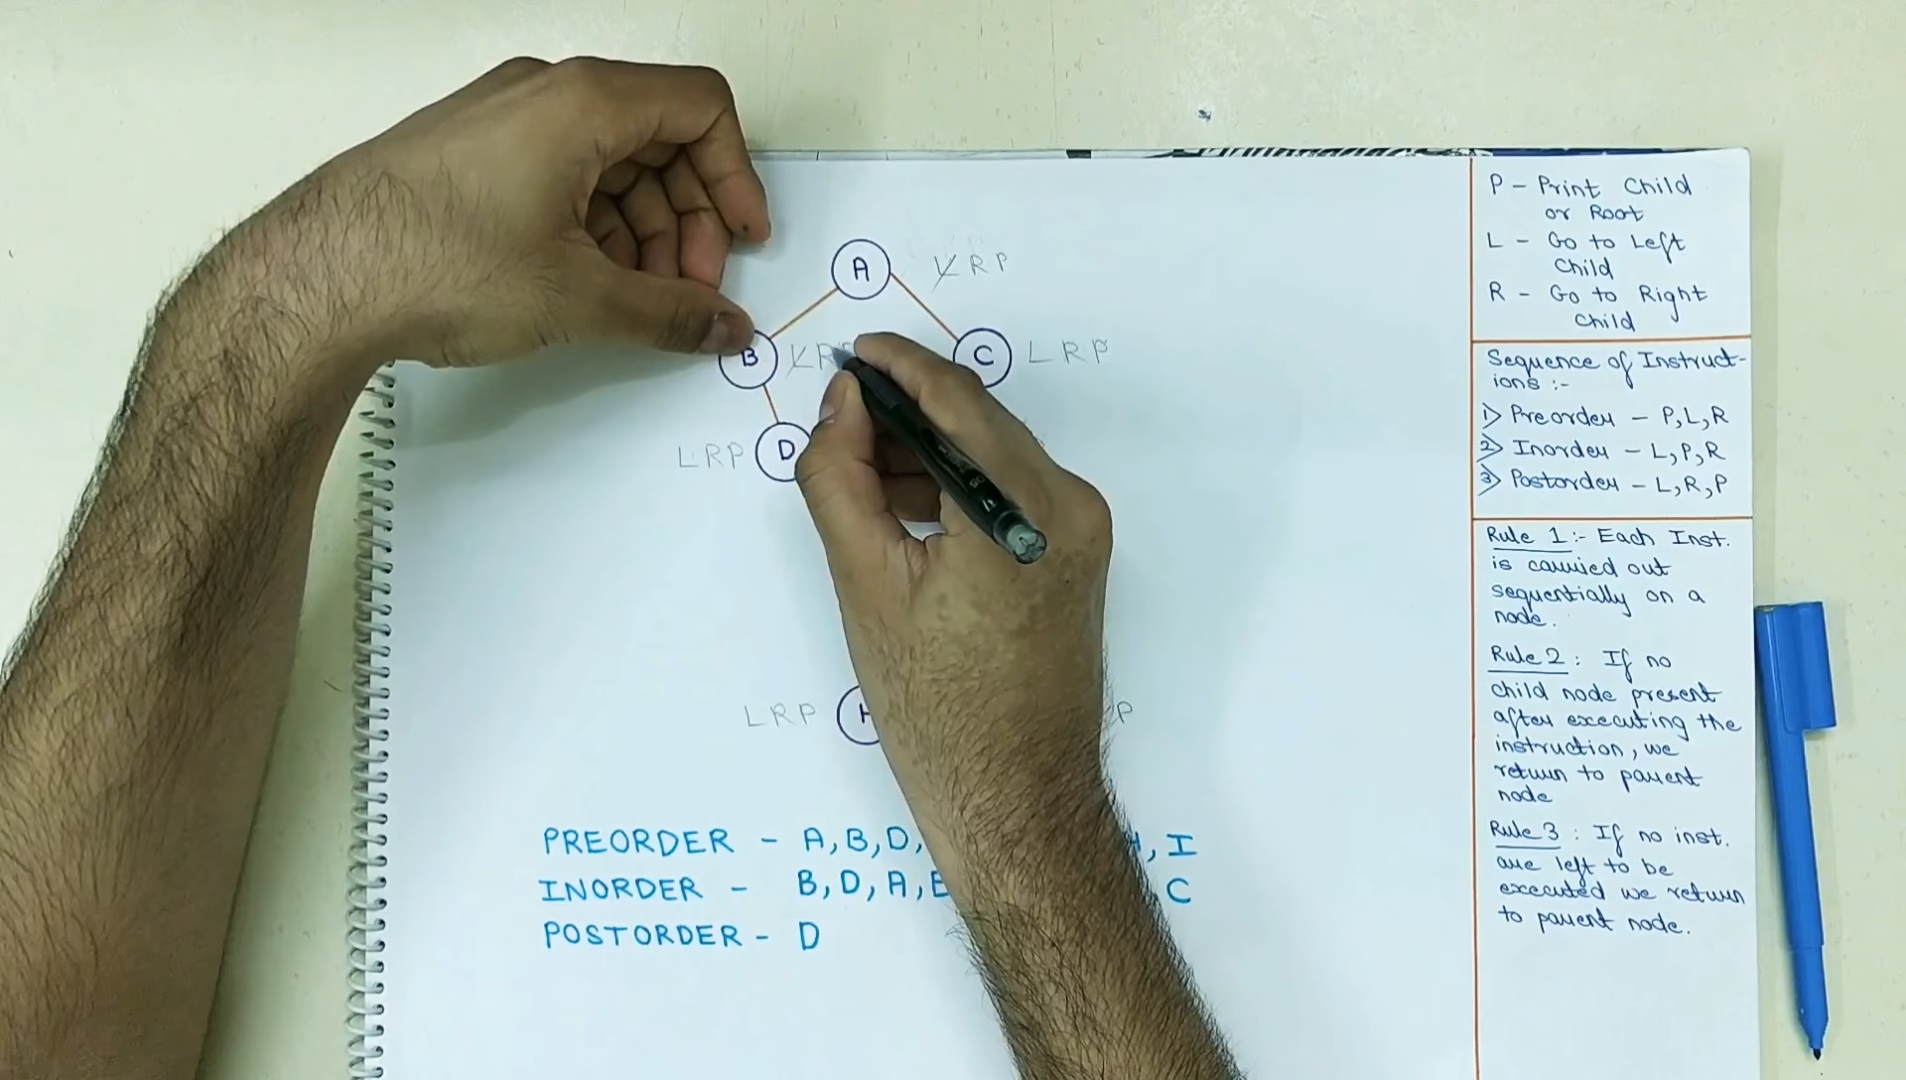 A
LRP
B
LR
C
LRP
LRP
D
LRP
P
PREORDER - A,B,D, ,I
INORDER - B,D,A, C
POSTORDER - D
P - Print Child
or Root
L - Go to Left
Child
R - Go to Right
Child
Sequence of Instruct-
ions :-
1> Preorder - P,L,R
2> Inorder - L,P,R
3> Postorder - L,R,P
Rule 1 :- Each Inst.
is carried out
sequentially on a
node.
Rule 2 : If no
child node present
after executing the
instruction, we
return to parent
node
Rule 3 : If no inst.
are left to be
executed we return
to parent node.